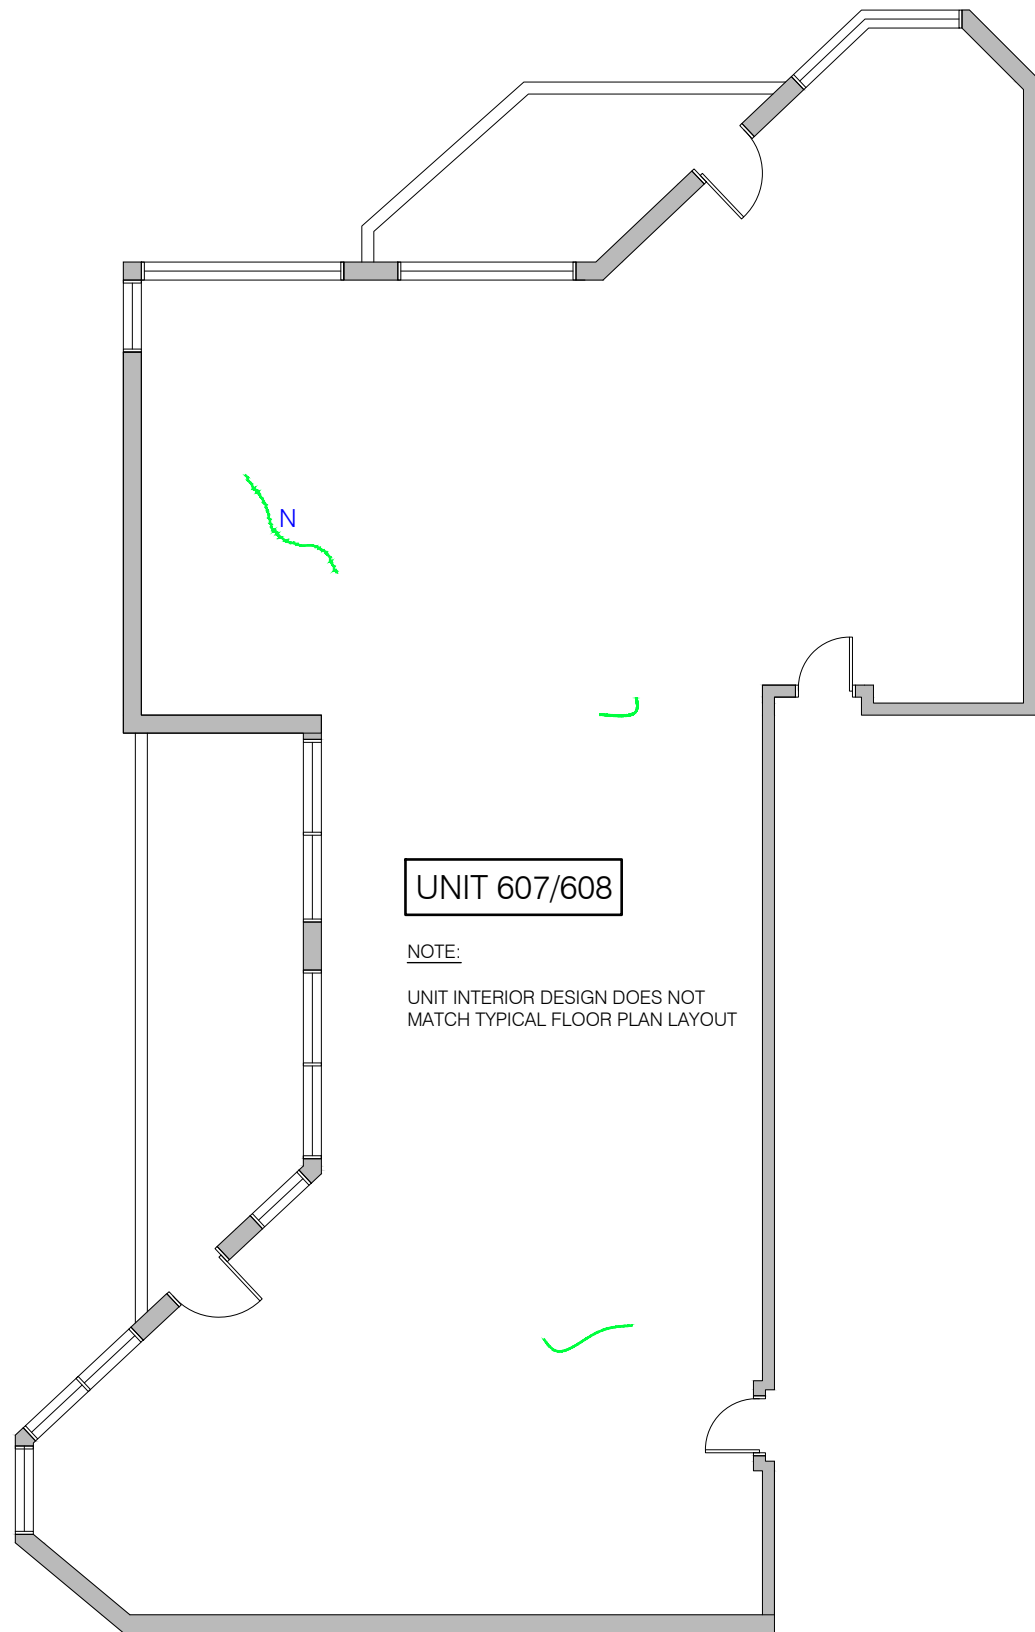 N
UNIT 607/608
NOTE:
UNIT INTERIOR DESIGN DOES NOT
MATCH TYPICAL FLOOR PLAN LAYOUT